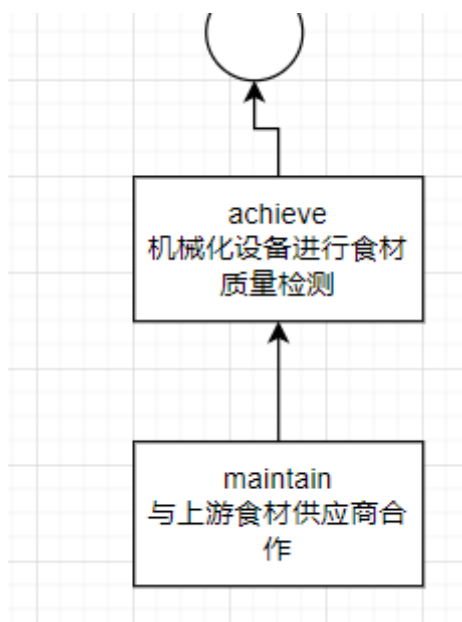 achieve
机械化设备进行食材
质量检测
maintain
与上游食材供应商合
作